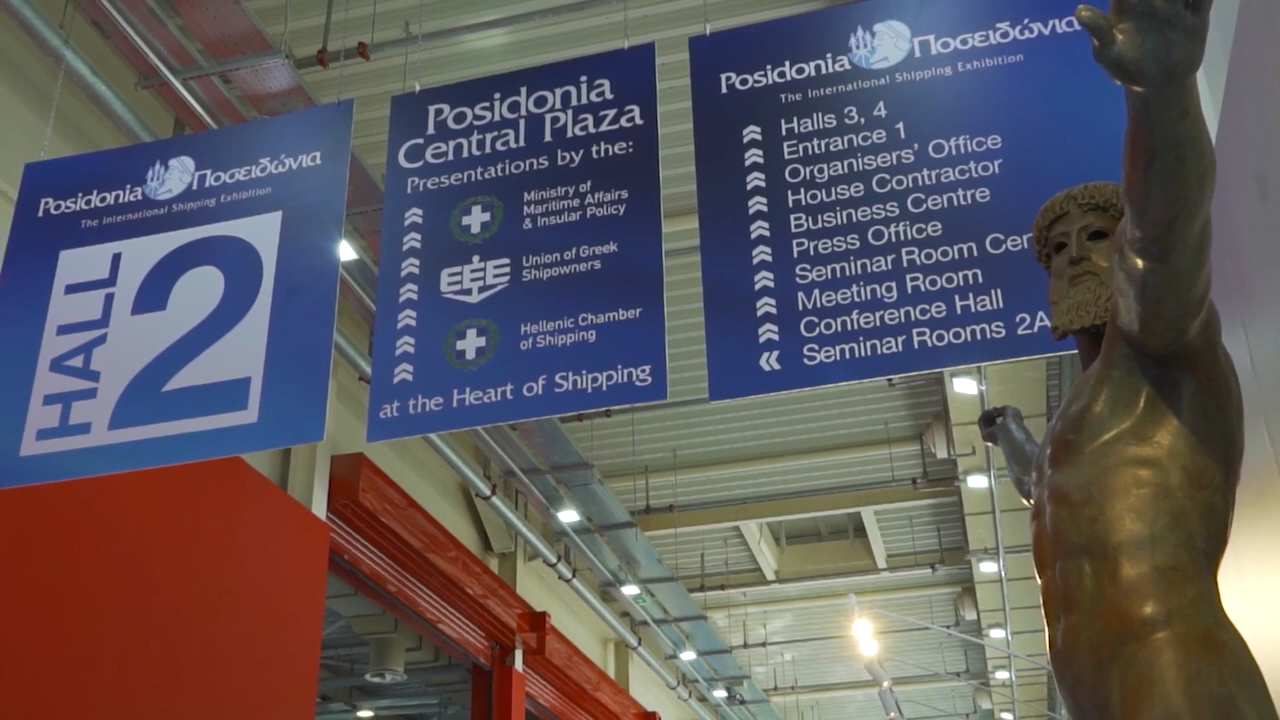 Posidonia Ποσειδώνια
The International Shipping Exhibition
HALL 2
Posidonia
Central Plaza
Presentations by the:
Ministry of
Maritime Affairs
& Insular Policy
ΕΕΕ
Union of Greek
Shipowners
Hellenic Chamber
of Shipping
at the Heart of Shipping
Posidonia Ποσειδώνια
The International Shipping Exhibition
Halls 3, 4
Entrance 1
Organisers' Office
House Contractor
Business Centre
Press Office
Seminar Room
Meeting Room
Conference Hall
Seminar Rooms 2A